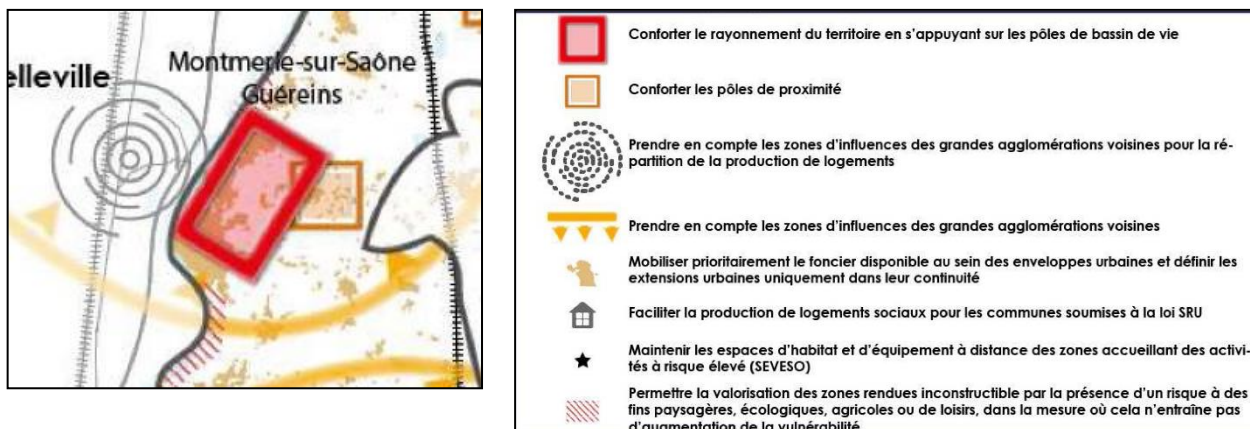 elleville
Montmerle-sur-Saône
Guéreins
Conforter le rayonnement du territoire en s'appuyant sur les pôles de bassin de vie
Conforter les pôles de proximité
Prendre en compte les zones d'influences des grandes agglomérations voisines pour la ré-
partition de la production de logements
Prendre en compte les zones d'influences des grandes agglomérations voisines
Mobiliser prioritairement le foncier disponible au sein des enveloppes urbaines et définir les
extensions urbaines uniquement dans leur continuité
Faciliter la production de logements sociaux pour les communes soumises à la loi SRU
Maintenir les espaces d'habitat et d'équipement à distance des zones accueillant des activi-
tés à risque élevé (SEVESO)
Permettre la valorisation des zones rendues inconstructible par la présence d'un risque à des
fins paysagères, écologiques, agricoles ou de loisirs, dans la mesure où cela n'entraîne pas
d'augmentation de la vulnérabilité